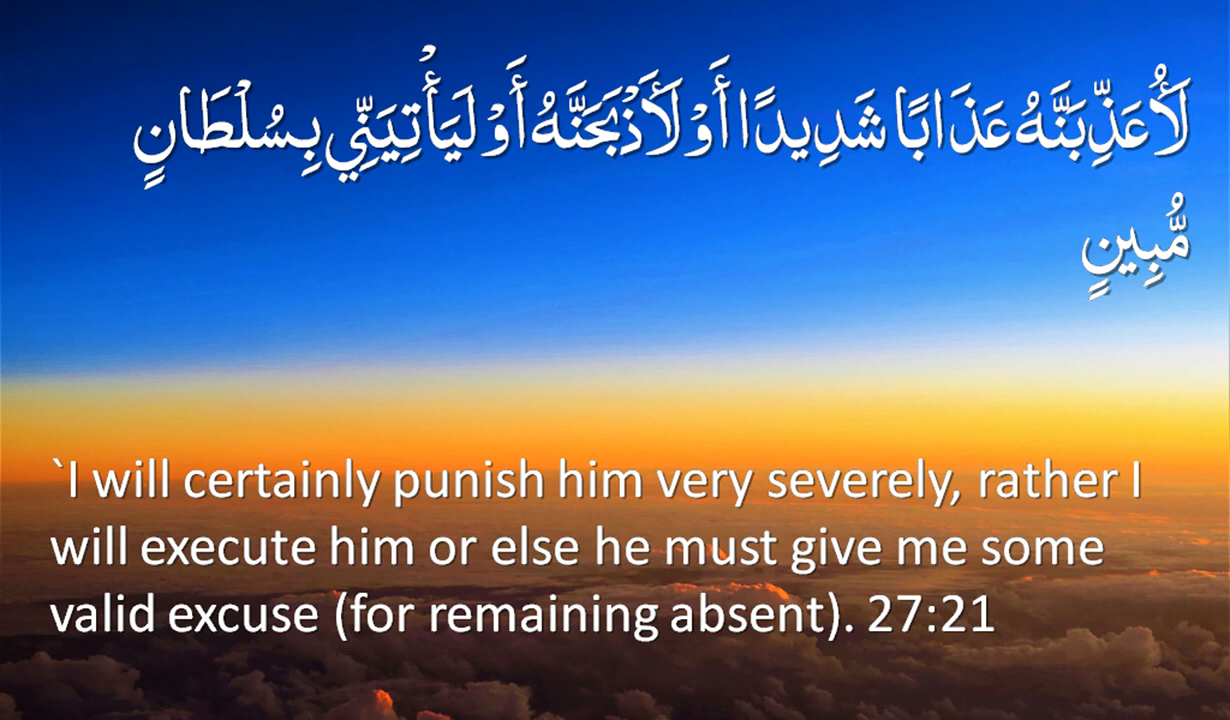 لَأُعَذِّبَنَّهُ عَذَابًا شَدِيدًا أَوْ لَأَذْبَحَنَّهُ أَوْ لَيَأْتِيَنِّي بِسُلْطَانٍ
مُّبِينٍ
`I will certainly punish him very severely, rather I
will execute him or else he must give me some
valid excuse (for remaining absent). 27:21